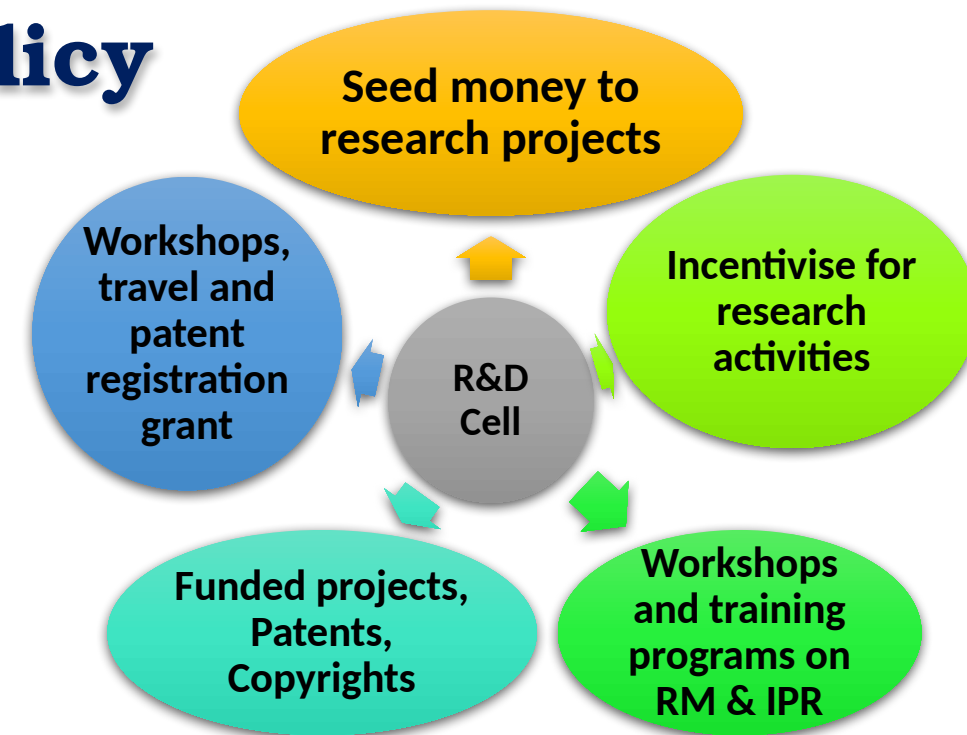 licy
Seed money to
research projects
Workshops,
travel and
patent
registration
grant
Incentivise for
research
activities
R&D
Cell
Funded projects,
Patents,
Copyrights
Workshops
and training
programs on
RM & IPR